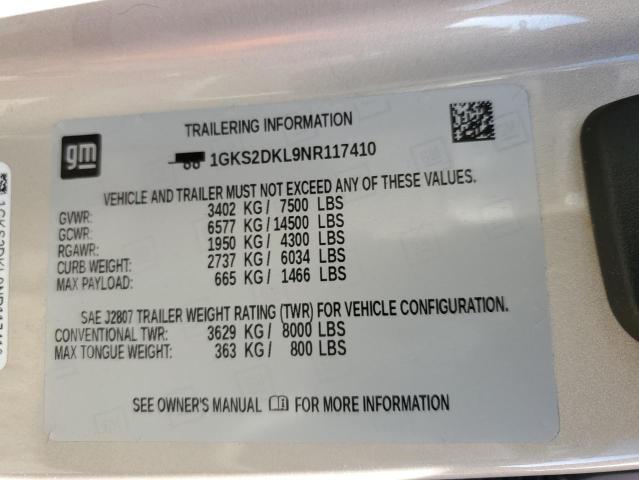 gm
TRAILERING INFORMATION
1GKS2DKL9NR117410
VEHICLE AND TRAILER MUST NOT EXCEED ANY OF THESE VALUES.
GVWR: 3402 KG/ 7500 LBS
GCWR: 6577 KG/14500 LBS
RGAWR: 1950 KG/ 4300 LBS
CURB WEIGHT: 2737 KG/ 6034 LBS
MAX PAYLOAD: 665 KG/ 1466 LBS
SAE J2807 TRAILER WEIGHT RATING (TWR) FOR VEHICLE CONFIGURATION.
CONVENTIONAL TWR: 3629 KG/ 8000 LBS
MAX TONGUE WEIGHT: 363 KG/ 800 LBS
SEE OWNER'S MANUAL FOR MORE INFORMATION